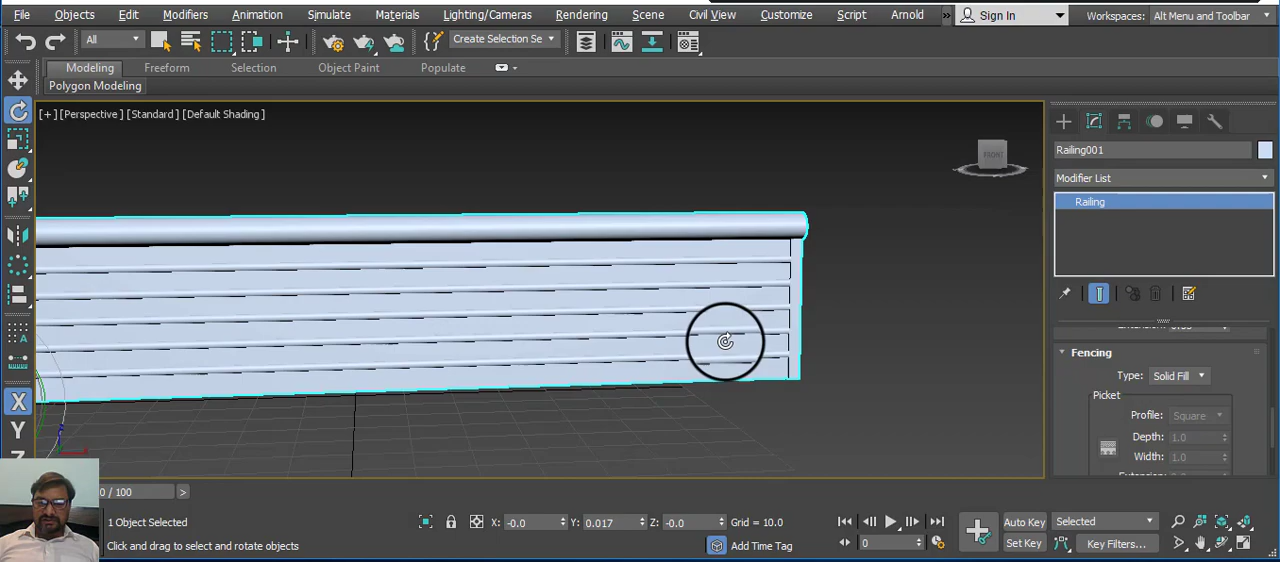 File Objects Edit Modifiers Animation Simulate Materials Lighting/Cameras Rendering Scene Civil View Customize Script Arnold » Sign In Workspaces: Alt Menu and Toolbar
All Create Selection Se
Modeling Freeform Selection Object Paint Populate
Polygon Modeling
[+] [Perspective] [Standard] [Default Shading]
FRONT
Railing001
Modifier List
Railing
Fencing
Type: Solid Fill
Picket
Profile: Square
Depth: 1.0
Width: 1.0
X
Y
0 / 100 >
1 Object Selected X: -0.0 Y: 0.017 Z: -0.0 Grid = 10.0 Auto Key Selected
Click and drag to select and rotate objects Add Time Tag 0 Set Key Key Filters...